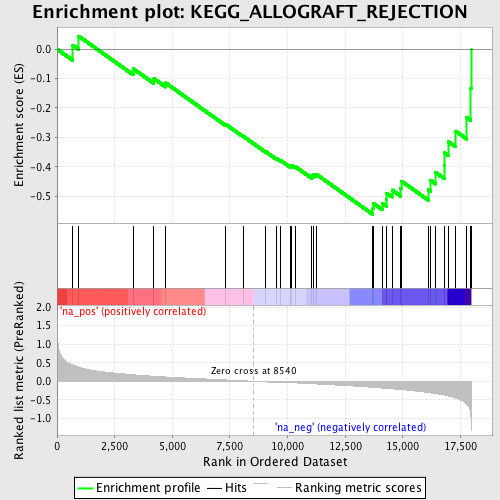 Enrichment plot: KEGG_ALLOGRAFT_REJECTION
Enrichment score (ES)
0.0
-0.1
-0.2
-0.3
-0.4
-0.5
'na_pos' (positively correlated)
Ranked list metric (PreRanked)
2.0
1.5
1.0
0.5
0.0
-0.5
-1.0
Zero cross at 8540
'na_neg' (negatively correlated)
0 2,500 5,000 7,500 10,000 12,500 15,000 17,500
Rank in Ordered Dataset
Enrichment profile Hits Ranking metric scores